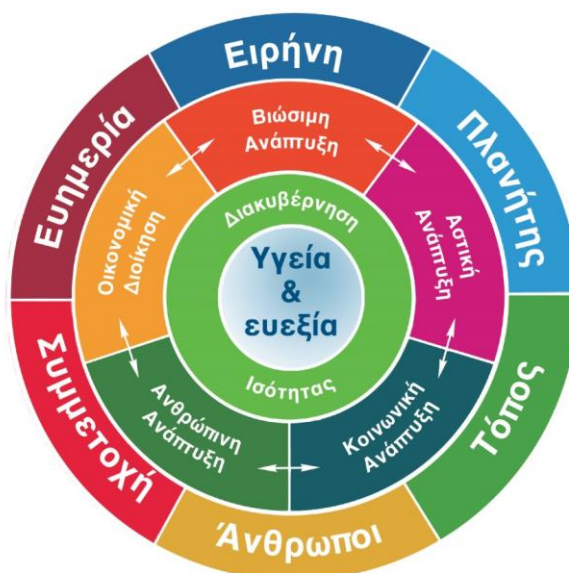 Ειρήνη
Πλανήτης
Τόπος
Άνθρωποι
Συμμετοχή
Ευημερία
Βιώσιμη
Ανάπτυξη
Αστική
Ανάπτυξη
Κοινωνική
Ανάπτυξη
Ανθρώπινη
Ανάπτυξη
Οικονομική
Διοίκηση
Διακυβέρνηση
Ισότητας
Υγεία
&
ευεξία